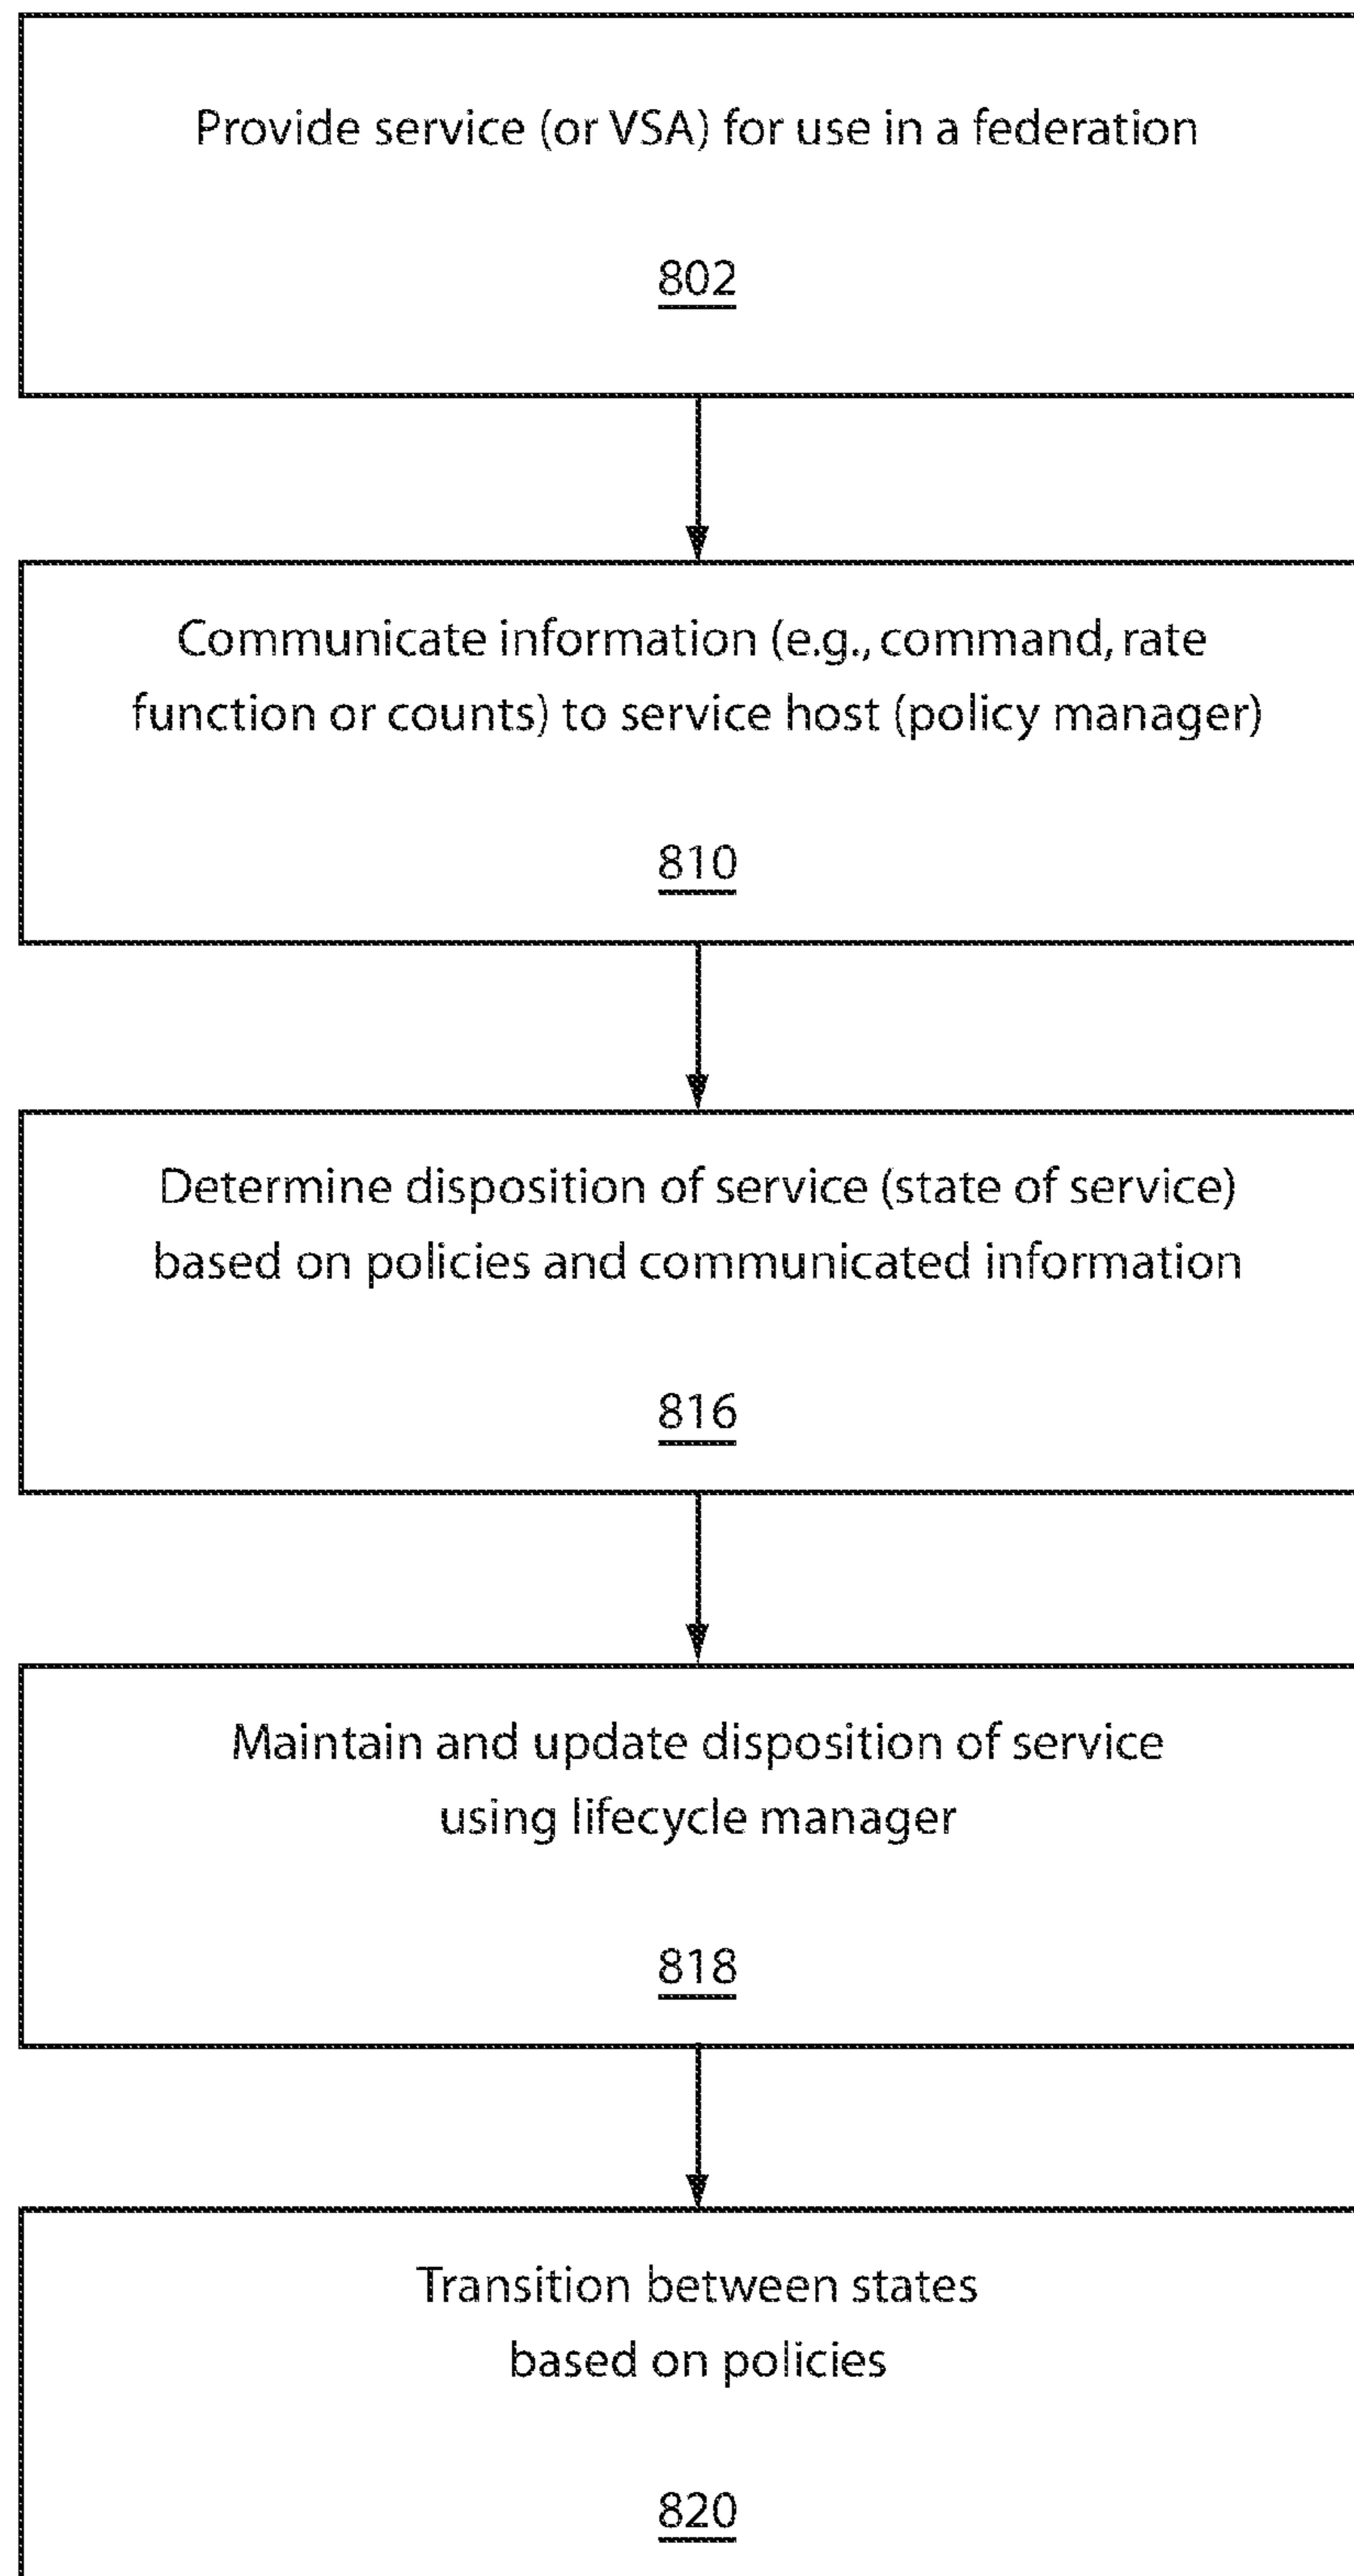 Provide service (or VSA) for use in a federation
802
Communicate information (e.g., command, rate
function or counts) to service host (policy manager)
810
Determine disposition of service (state of service)
based on policies and communicated information
816
Maintain and update disposition of service
using lifecycle manager
818
Transition between states
based on policies
820